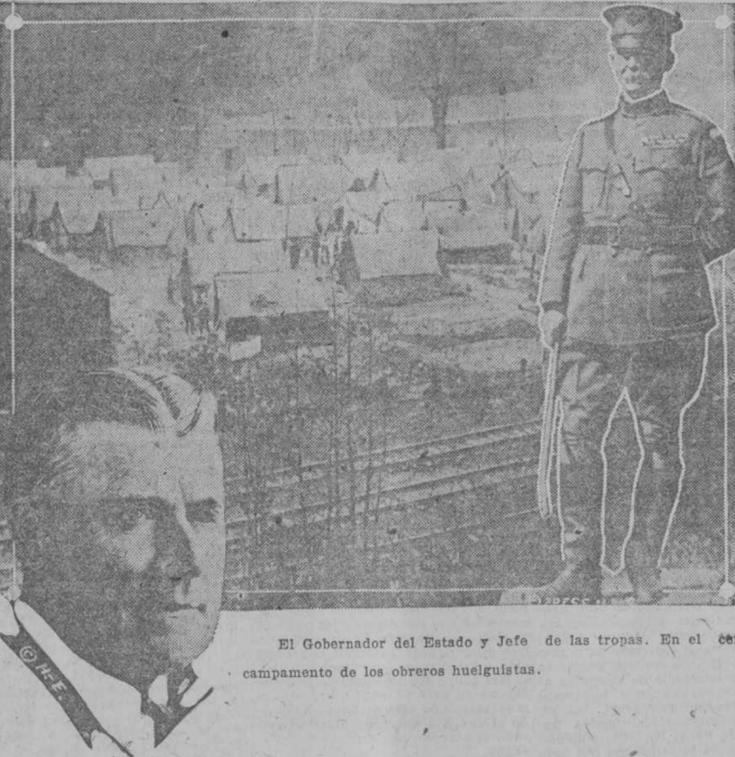 El Gobernador del Estado y Jefe de las tropas. En el
campamento de los obreros huelguistas.
© H-E.